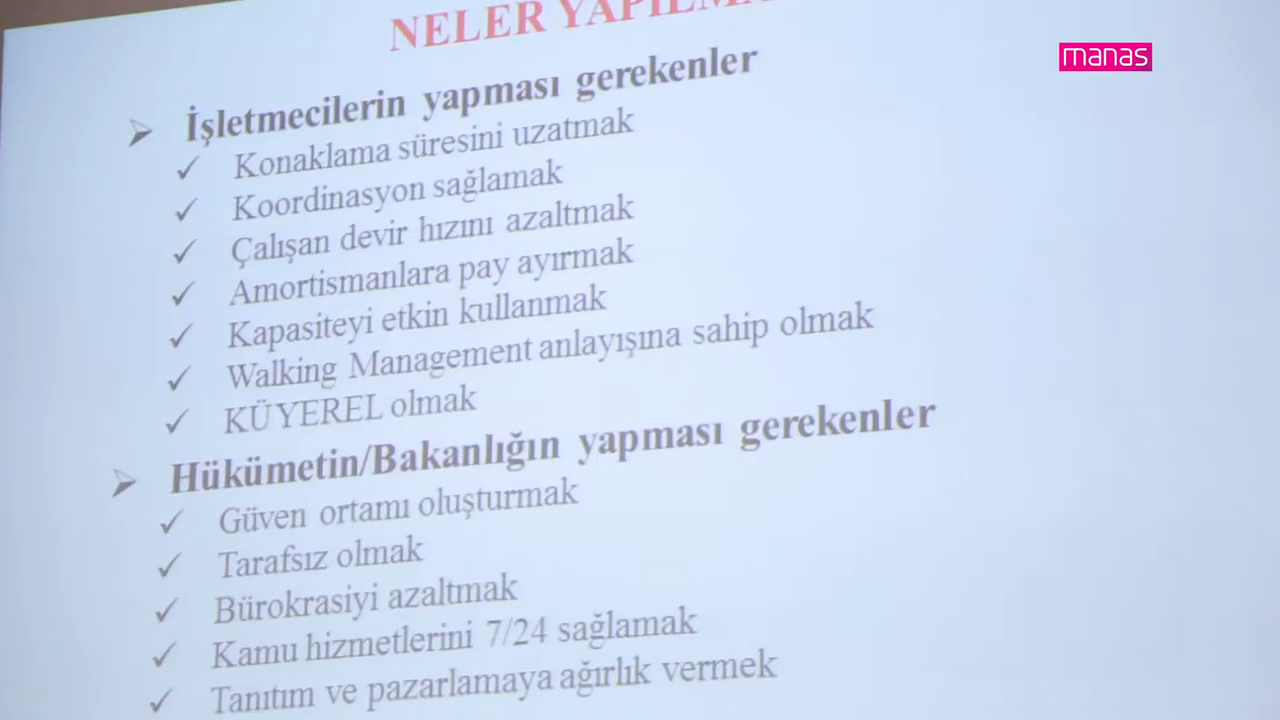 NELER
manas
İşletmecilerin yapması gerekenler
Konaklama süresini uzatmak
Koordinasyon sağlamak
Çalışan devir hızını azaltmak
Amortismanlara pay ayırmak
Kapasiteyi etkin kullanmak
Walking Management anlayışına sahip olmak
KÜYEREL olmak
Hükümetin/Bakanlığın yapması gerekenler
Güven ortamı oluşturmak
Tarafsız olmak
Bürokrasiyi azaltmak
Kamu hizmetlerini 7/24 sağlamak
Tanıtım ve pazarlamaya ağırlık vermek